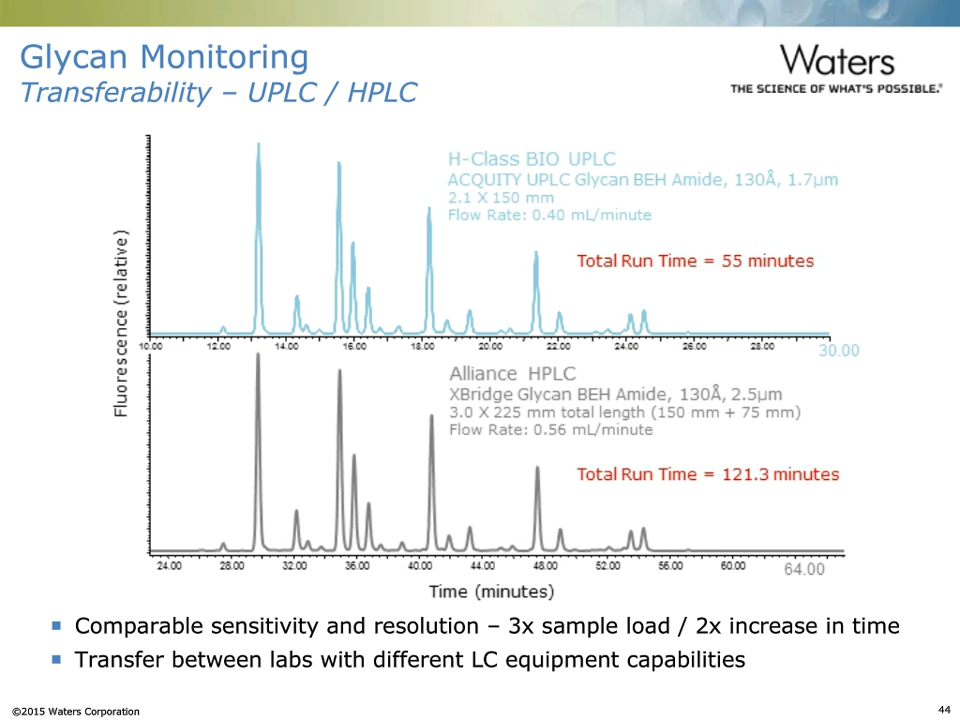 Glycan Monitoring
Transferability – UPLC / HPLC
Waters
THE SCIENCE OF WHAT'S POSSIBLE.®
H-Class BIO UPLC
ACQUITY UPLC Glycan BEH Amide, 130Å, 1.7µm
2.1 X 150 mm
Flow Rate: 0.40 mL/minute
Total Run Time = 55 minutes
10.00 12.00 14.00 16.00 18.00 20.00 22.00 24.00 26.00 28.00 30.00
Fluorescence (relative)
Alliance HPLC
XBridge Glycan BEH Amide, 130Å, 2.5µm
3.0 X 225 mm total length (150 mm + 75 mm)
Flow Rate: 0.56 mL/minute
Total Run Time = 121.3 minutes
24.00 28.00 32.00 36.00 40.00 44.00 48.00 52.00 56.00 60.00 64.00
Time (minutes)
Comparable sensitivity and resolution – 3x sample load / 2x increase in time
Transfer between labs with different LC equipment capabilities
©2015 Waters Corporation
44